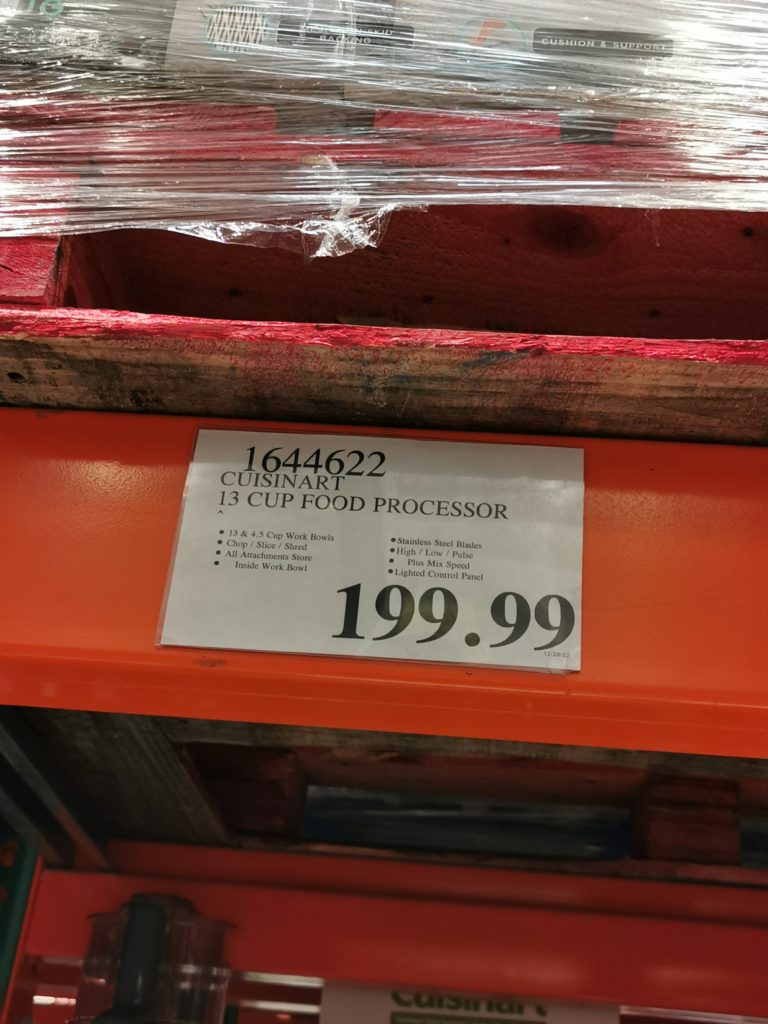 CUSHION & SUPPORT
BACKING
1644622
CUISINART
13 CUP FOOD PROCESSOR
^
• 13 & 4.5 Cup Work Bowls
• Chop / Slice / Shred
• All Attachments Store
• Inside Work Bowl
• Stainless Steel Blades
• High / Low / Pulse
• Plus Mix Speed
• Lighted Control Panel
199.99
12/26/22
Cuisinart